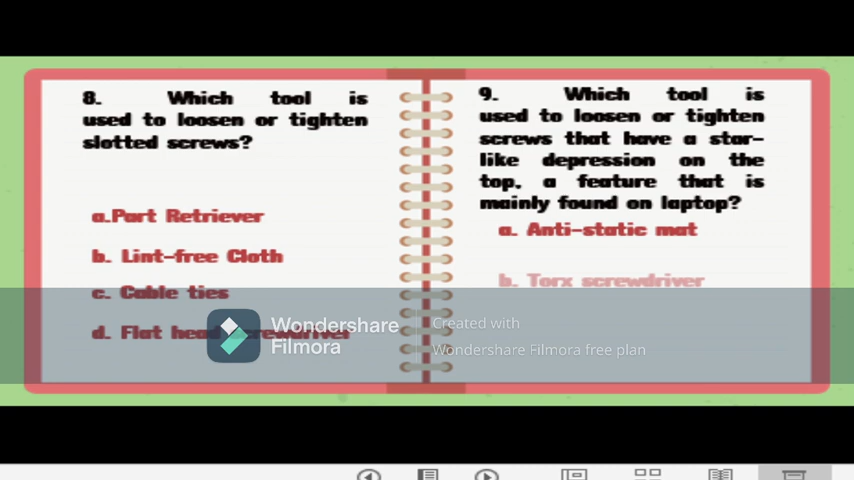 8. Which tool is
used to loosen or tighten
slotted screws?
a.Part Retriever
b. Lint-free Cloth
c. Cable ties
d. Flat head screwdriver
9. Which tool is
used to loosen or tighten
screws that have a star-
like depression on the
top, a feature that is
mainly found on laptop?
a. Anti-static mat
b. Torx screwdriver
Wondershare
Filmora
Created with
Wondershare Filmora free plan